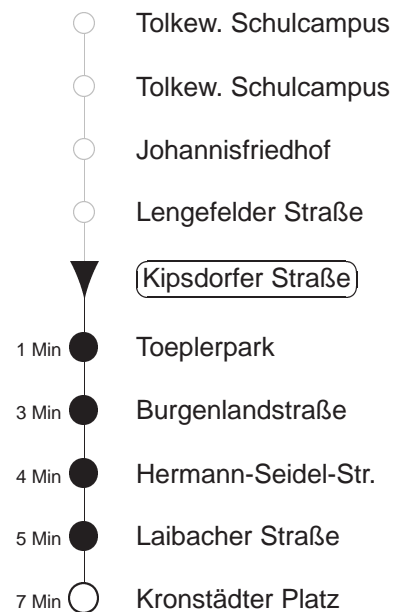 Tolkew. Schulcampus
Tolkew. Schulcampus
Johannisfriedhof
Lengefelder Straße
Kipsdorfer Straße
1 Min Toeplerpark
3 Min Burgenlandstraße
4 Min Hermann-Seidel-Str.
5 Min Laibacher Straße
7 Min Kronstädter Platz